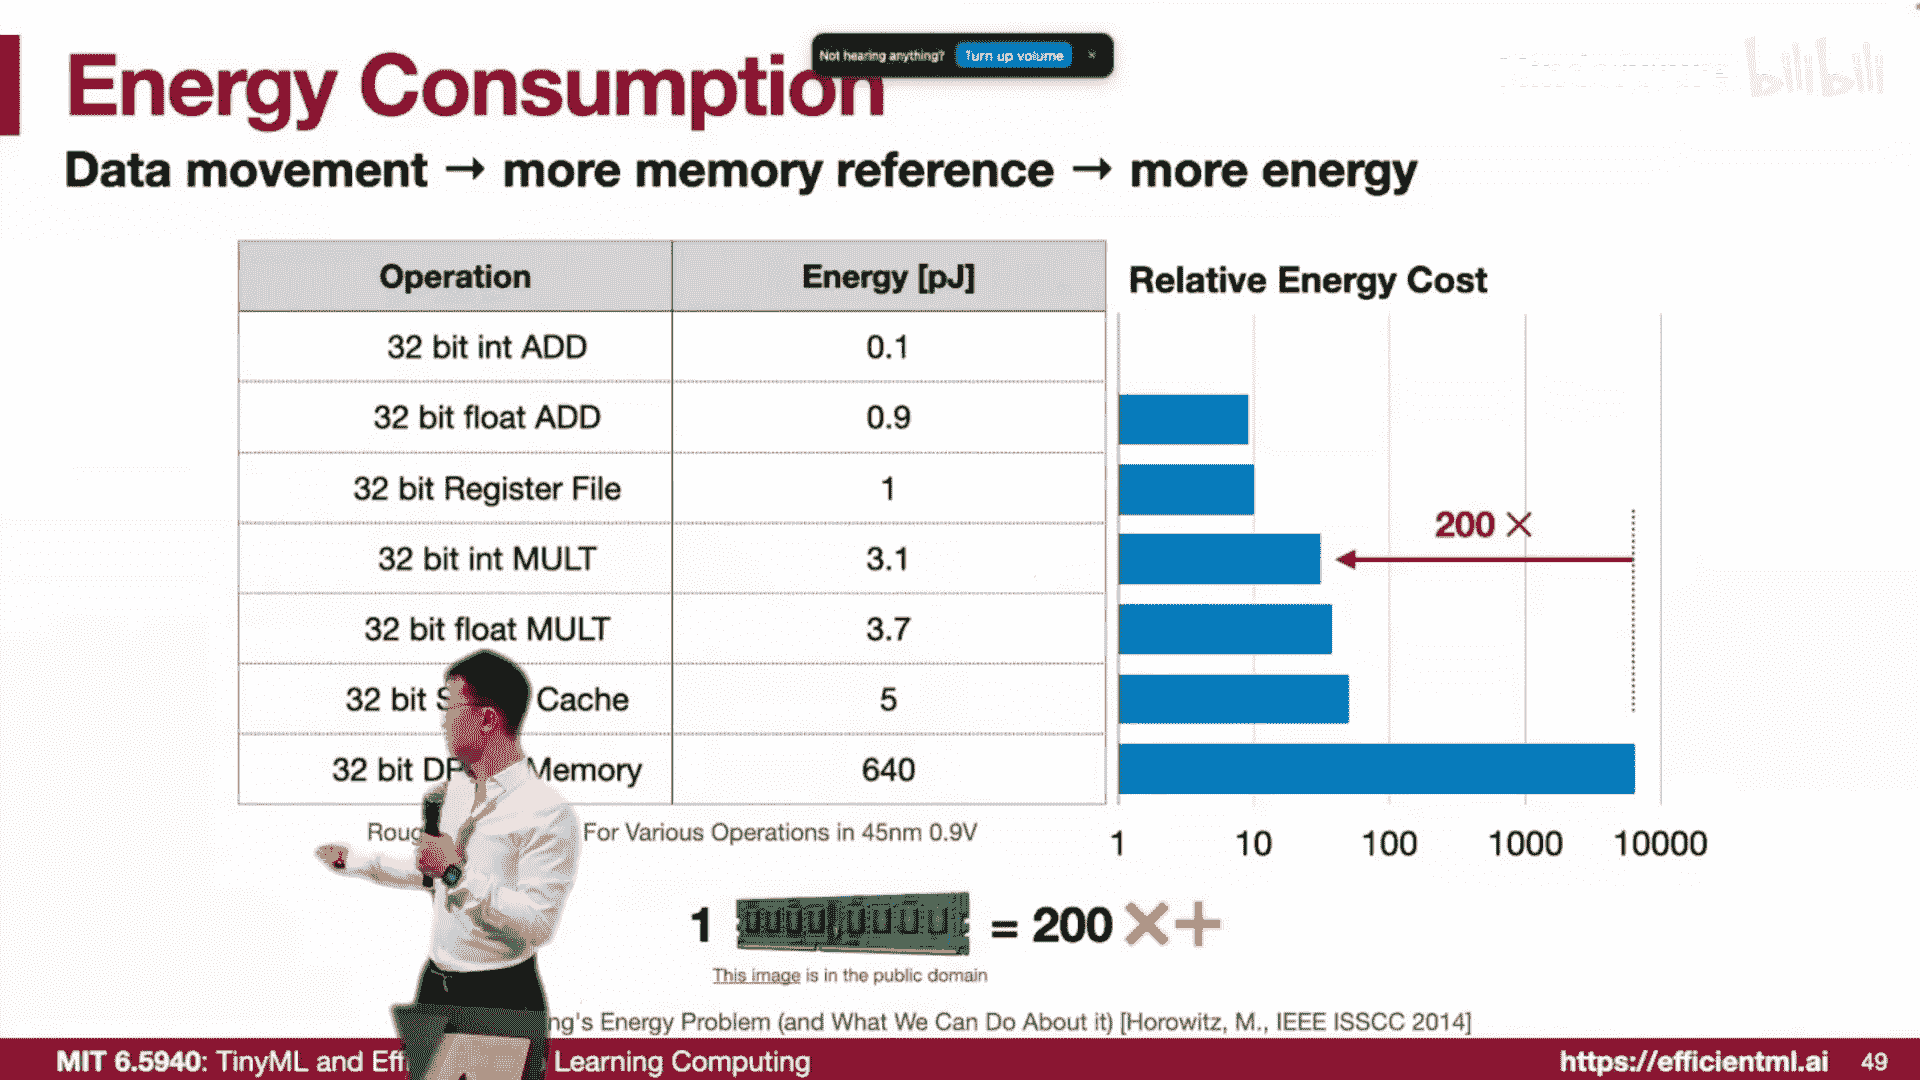 Not hearing anything? Turn up volume ×
bilibili
Energy Consumption
Data movement → more memory reference → more energy
Operation Energy [pJ]
Relative Energy Cost
32 bit int ADD 0.1
32 bit float ADD 0.9
32 bit Register File 1
200 ×
32 bit int MULT 3.1
32 bit float MULT 3.7
32 bit Cache 5
32 bit Memory 640
For Various Operations in 45nm 0.9V
1 10 100 1000 10000
1 = 200 ×+
This image is in the public domain
Energy Problem (and What We Can Do About it) [Horowitz, M., IEEE ISSCC 2014]
MIT 6.5940: TinyML and Learning Computing
https://efficientml.ai 49